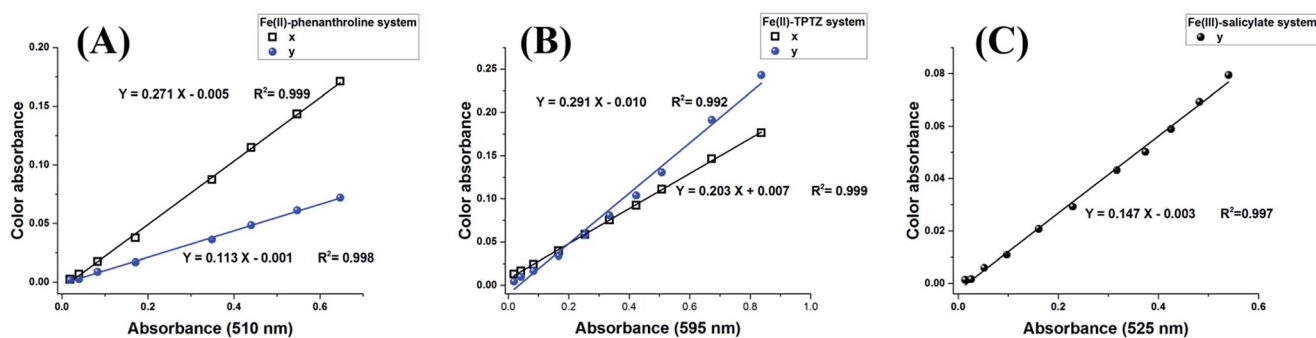 (A)
Fe(II)-phenanthroline system
x
y
Color absorbance
0.20
0.15
0.10
0.05
0.00
Y = 0.271 X - 0.005 R²= 0.999
Y = 0.113 X - 0.001 R²= 0.998
0.0 0.2 0.4 0.6
Absorbance (510 nm)
(B)
Fe(II)-TPTZ system
x
y
Color absorbance
0.25
0.20
0.15
0.10
0.05
0.00
Y = 0.291 X - 0.010 R²= 0.992
Y = 0.203 X + 0.007 R²= 0.999
0.0 0.2 0.4 0.6 0.8 1.0
Absorbance (595 nm)
(C)
Fe(III)-salicylate system
y
Color absorbance
0.08
0.06
0.04
0.02
0.00
Y = 0.147 X - 0.003 R²=0.997
0.0 0.2 0.4 0.6
Absorbance (525 nm)